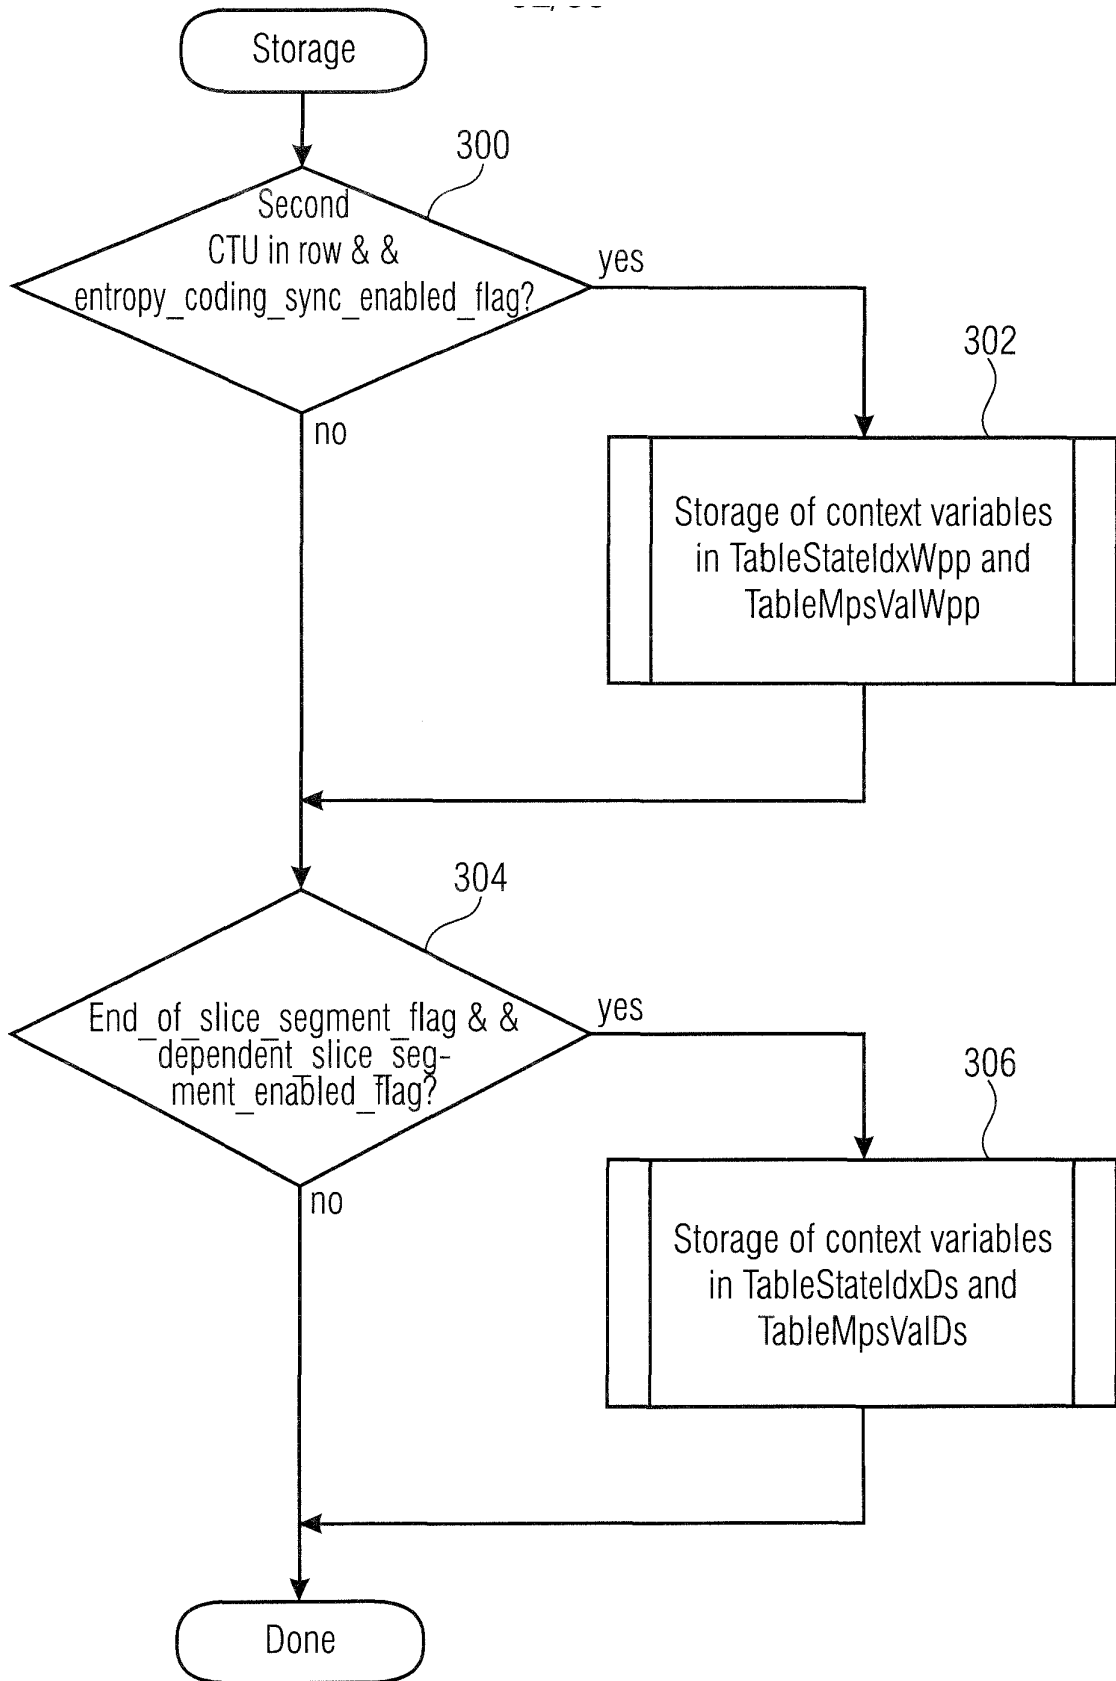 Storage
300
Second
CTU in row & &
entropy_coding_sync_enabled_flag?
yes
302
no
Storage of context variables
in TableStateIdxWpp and
TableMpsValWpp
304
End_of_slice_segment_flag & &
dependent_slice_seg-
ment_enabled_flag?
yes
306
no
Storage of context variables
in TableStateIdxDs and
TableMpsValDs
Done